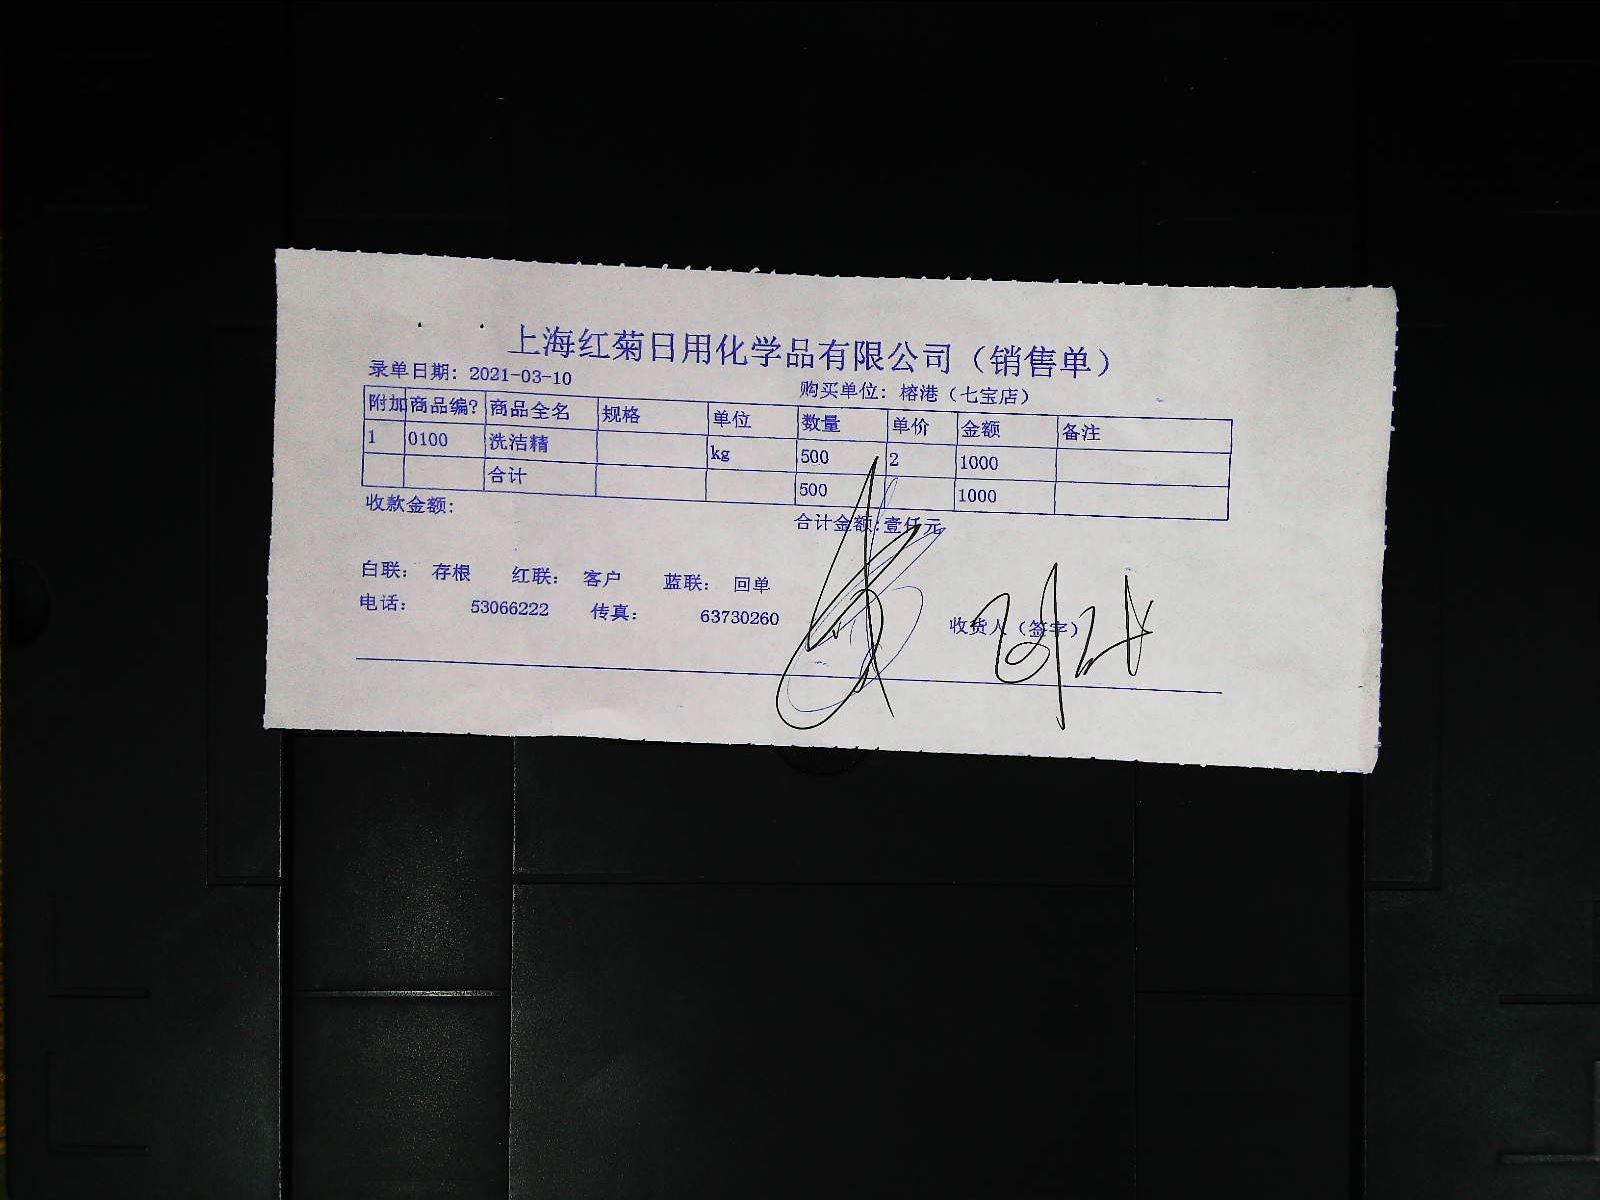 上海红菊日用化学品有限公司（销售单）
录单日期：2021-03-10 购买单位：榕港（七宝店）
附加 商品编? 商品全名 规格 单位 数量 单价 金额 备注
1 0100 洗洁精 kg 500 2 1000
合计 500 1000
收款金额： 合计金额:壹仟元
白联： 存根 红联： 客户 蓝联： 回单
电话： 53066222 传真： 63730260 收货人（签字）